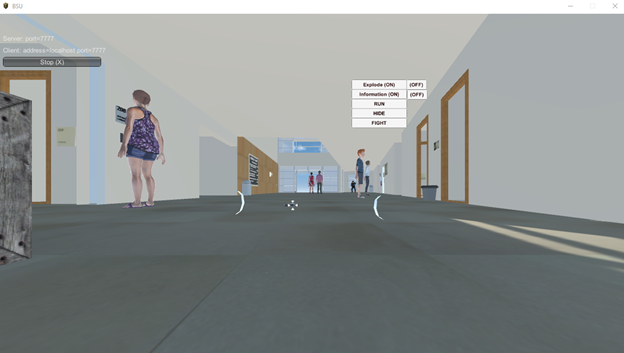 BSU
Server: port=7777
Client: address=localhost port=7777
Stop (X)
Explode (ON) (OFF)
Information (ON) (OFF)
RUN
HIDE
FIGHT